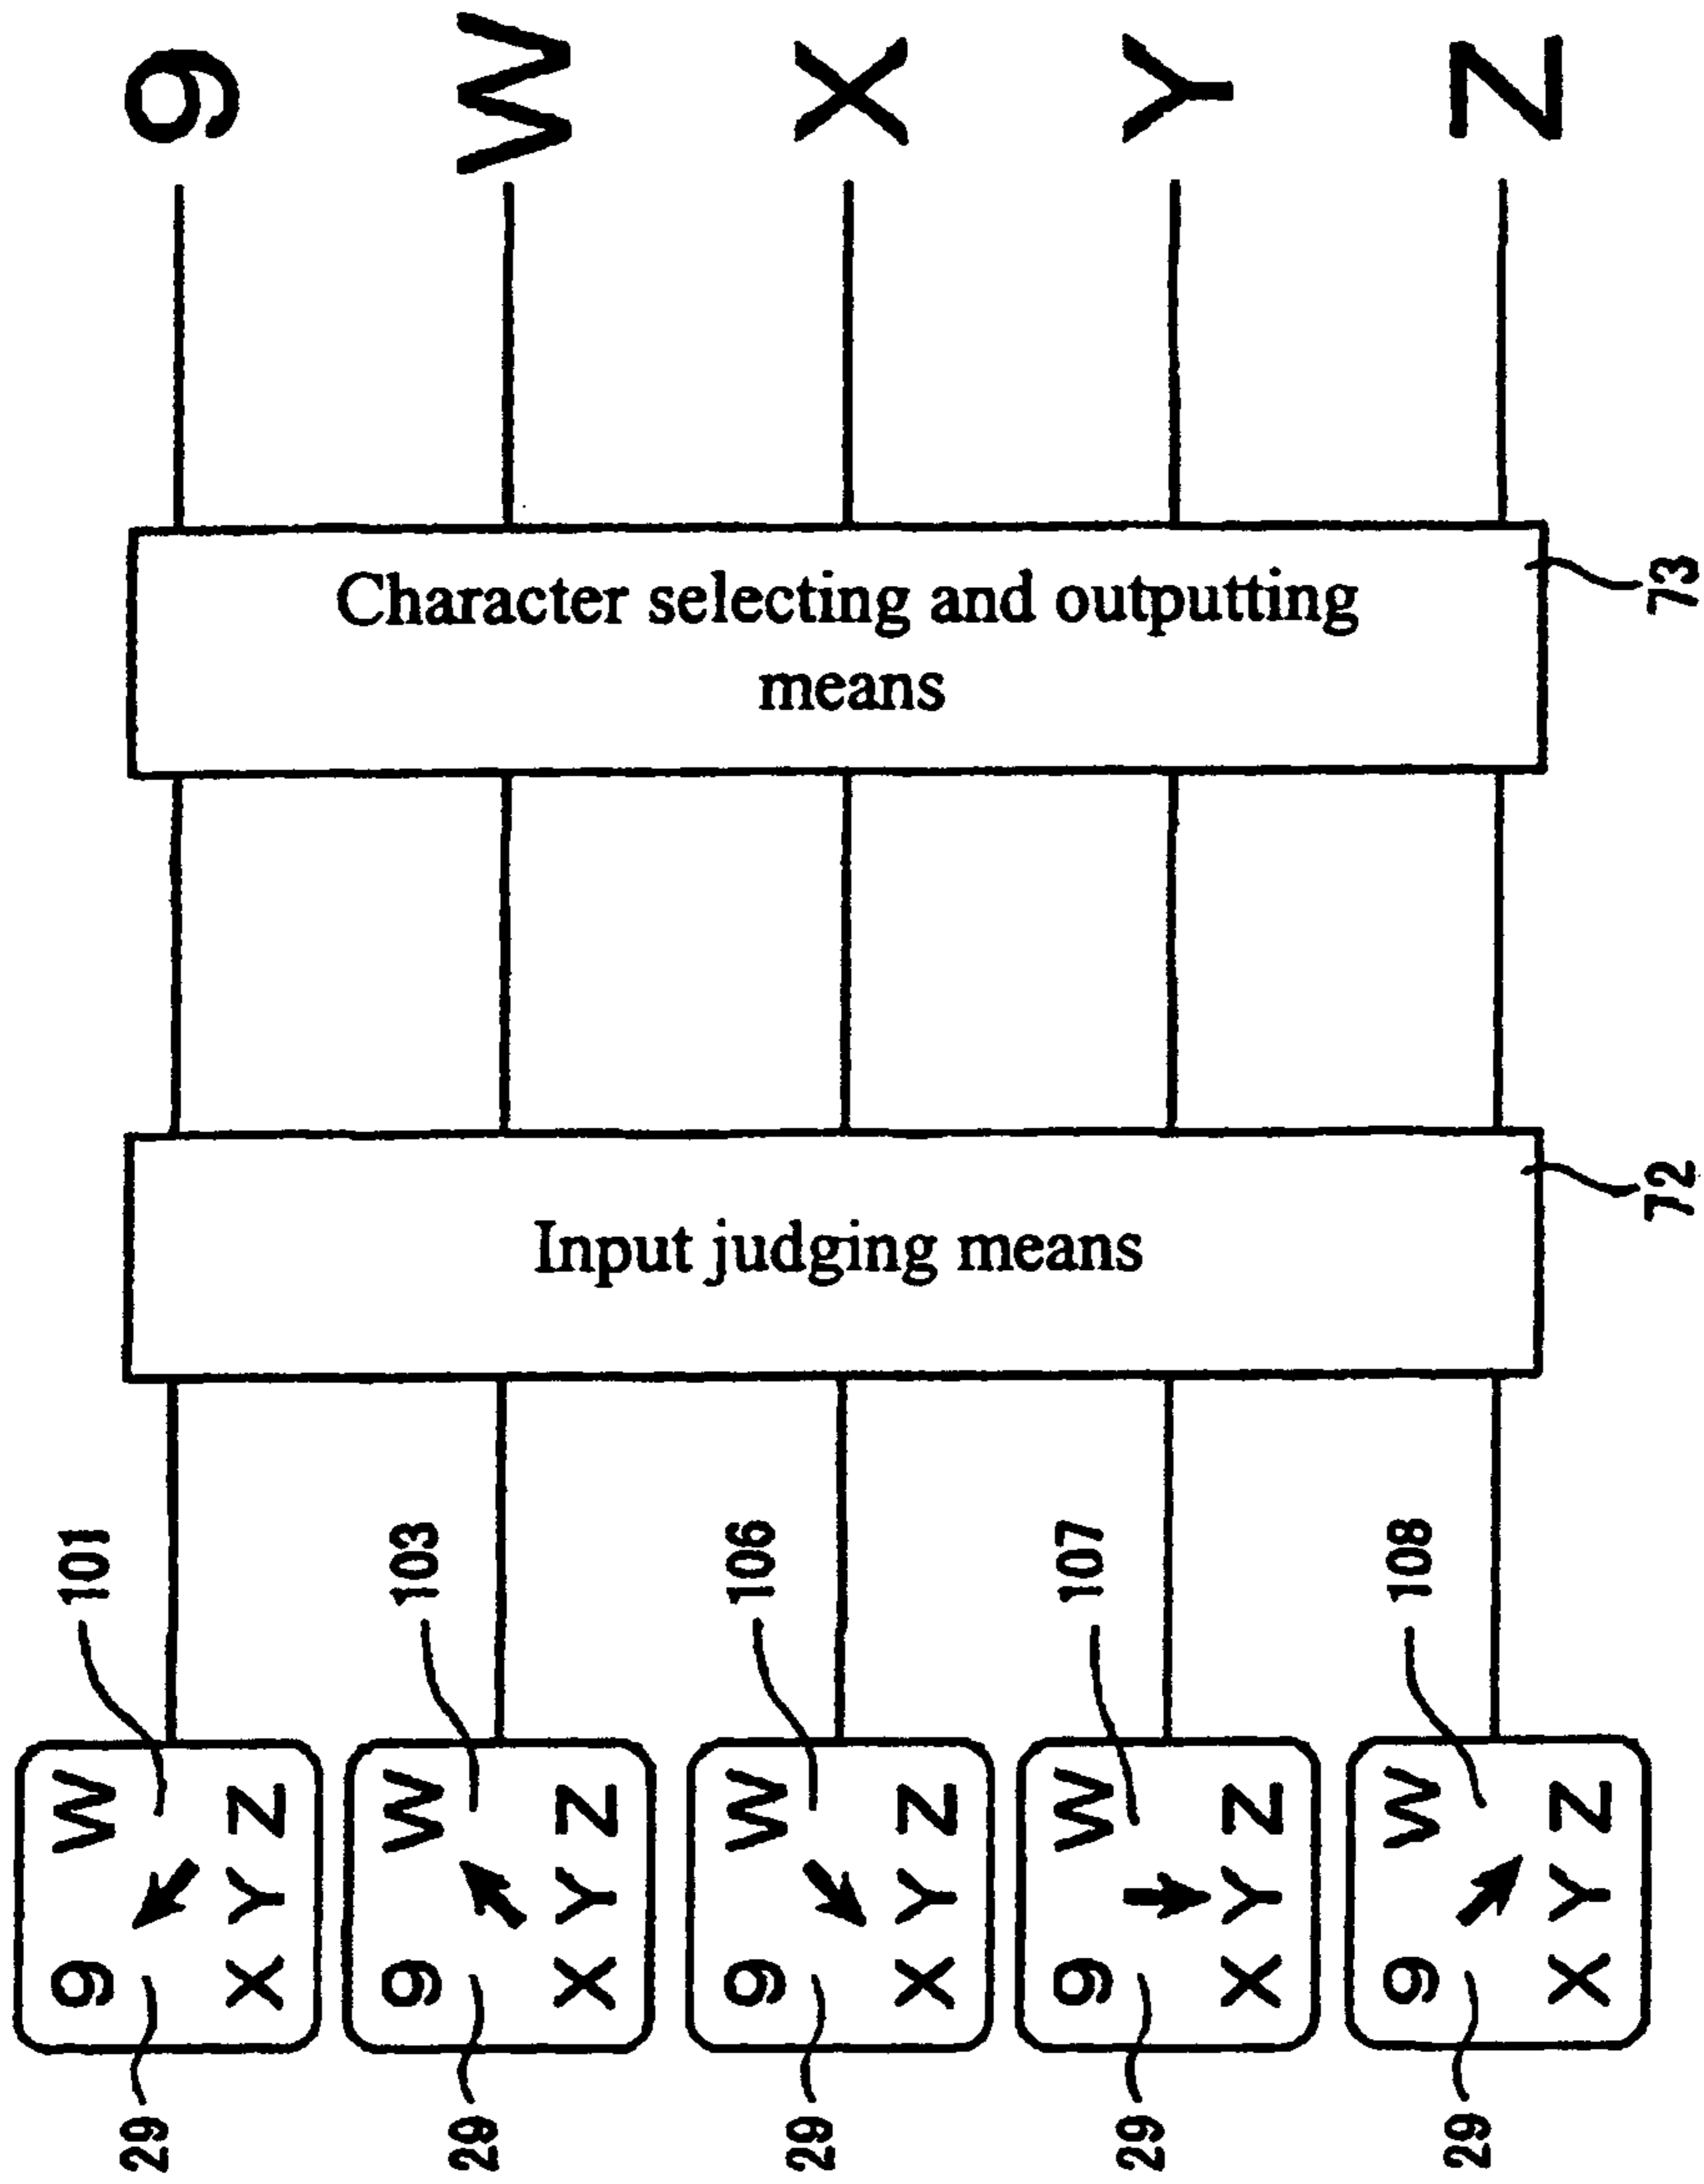 9
W
X
Y
Z
Character selecting and outputting
means
73
Input judging means
72
101
103
106
107
108
9 W
X Y Z
9 W
X Y Z
9 W
X Y Z
9 W
X Y Z
9 W
X Y Z
29
29
29
29
29